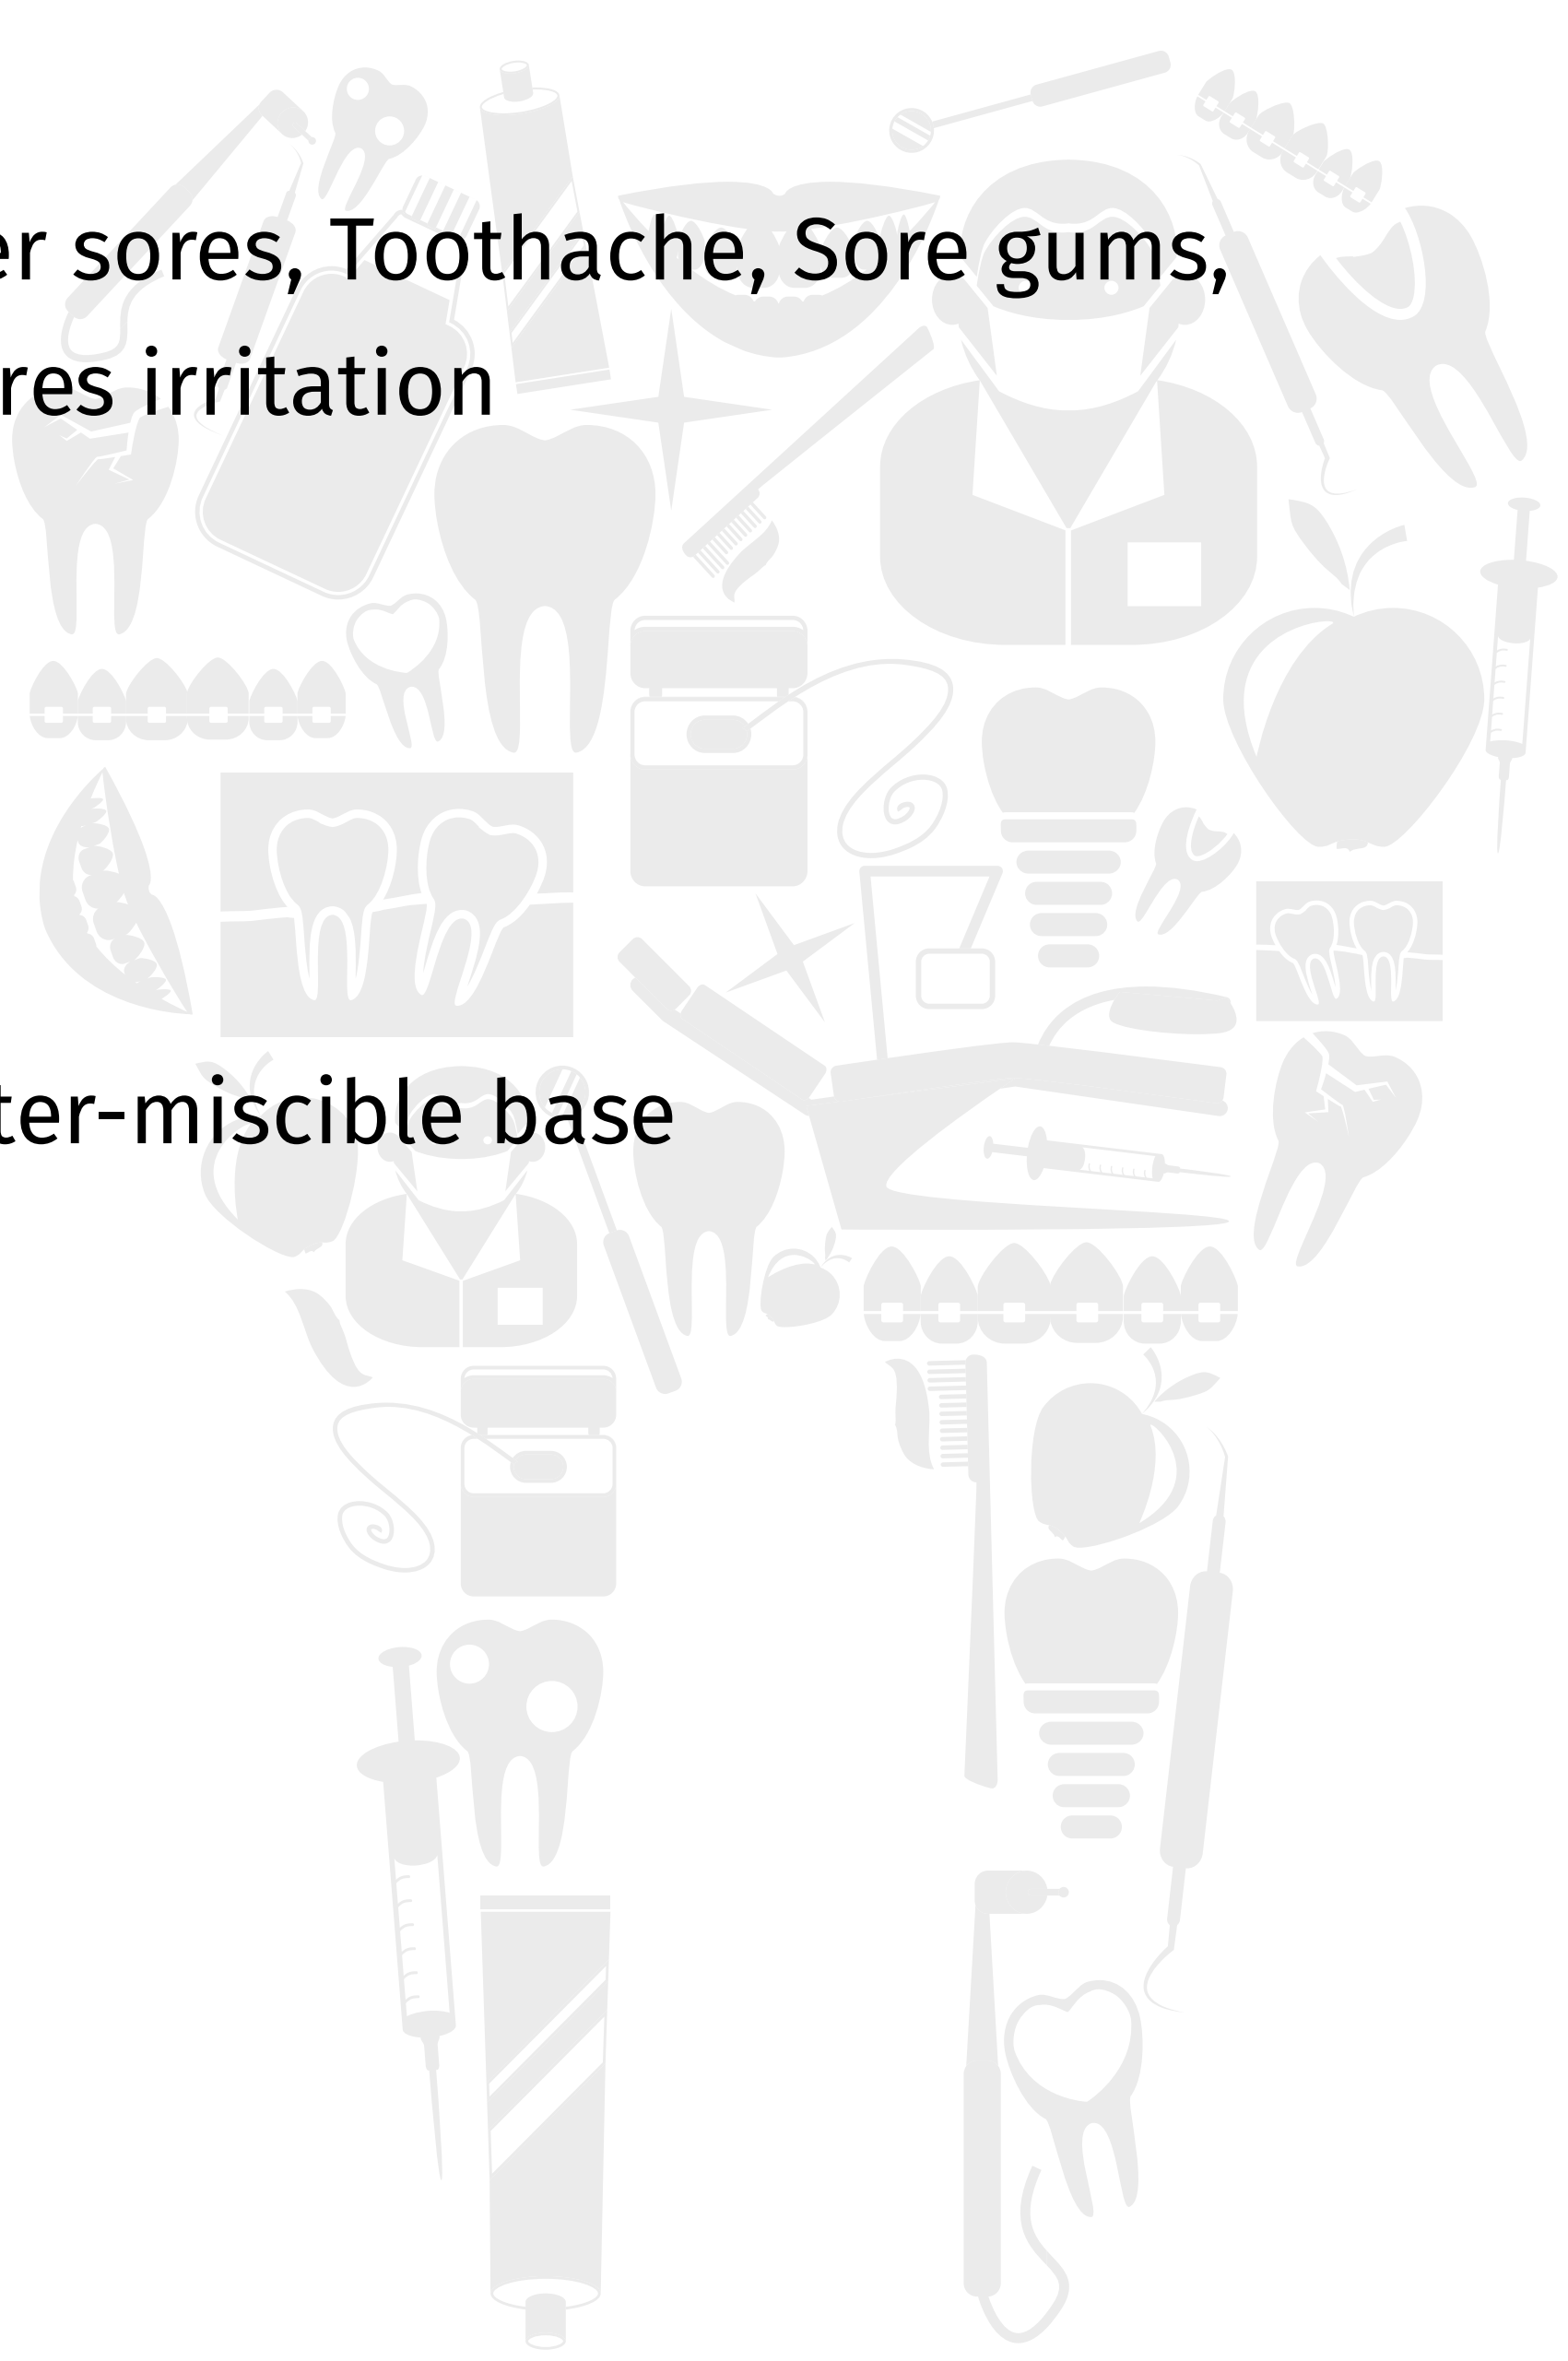 er sores, Toothache, Sore gums,
res irritation
ter-miscible base